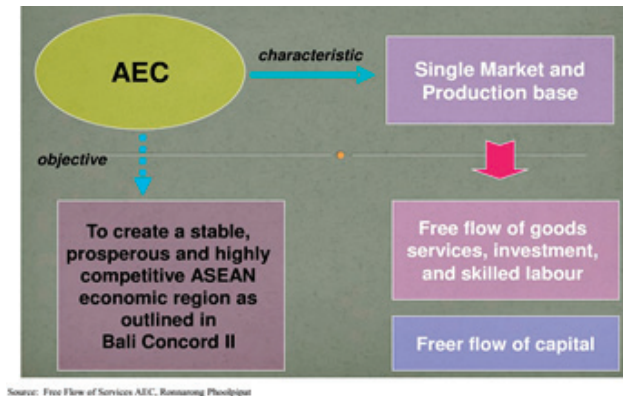 AEC
characteristic
Single Market and
Production base
objective
To create a stable,
prosperous and highly
competitive ASEAN
economic region as
outlined in
Bali Concord II
Free flow of goods
services, investment,
and skilled labour
Freer flow of capital
Source: Free Flow of Services AEC, Ronnarong Phoolpipat